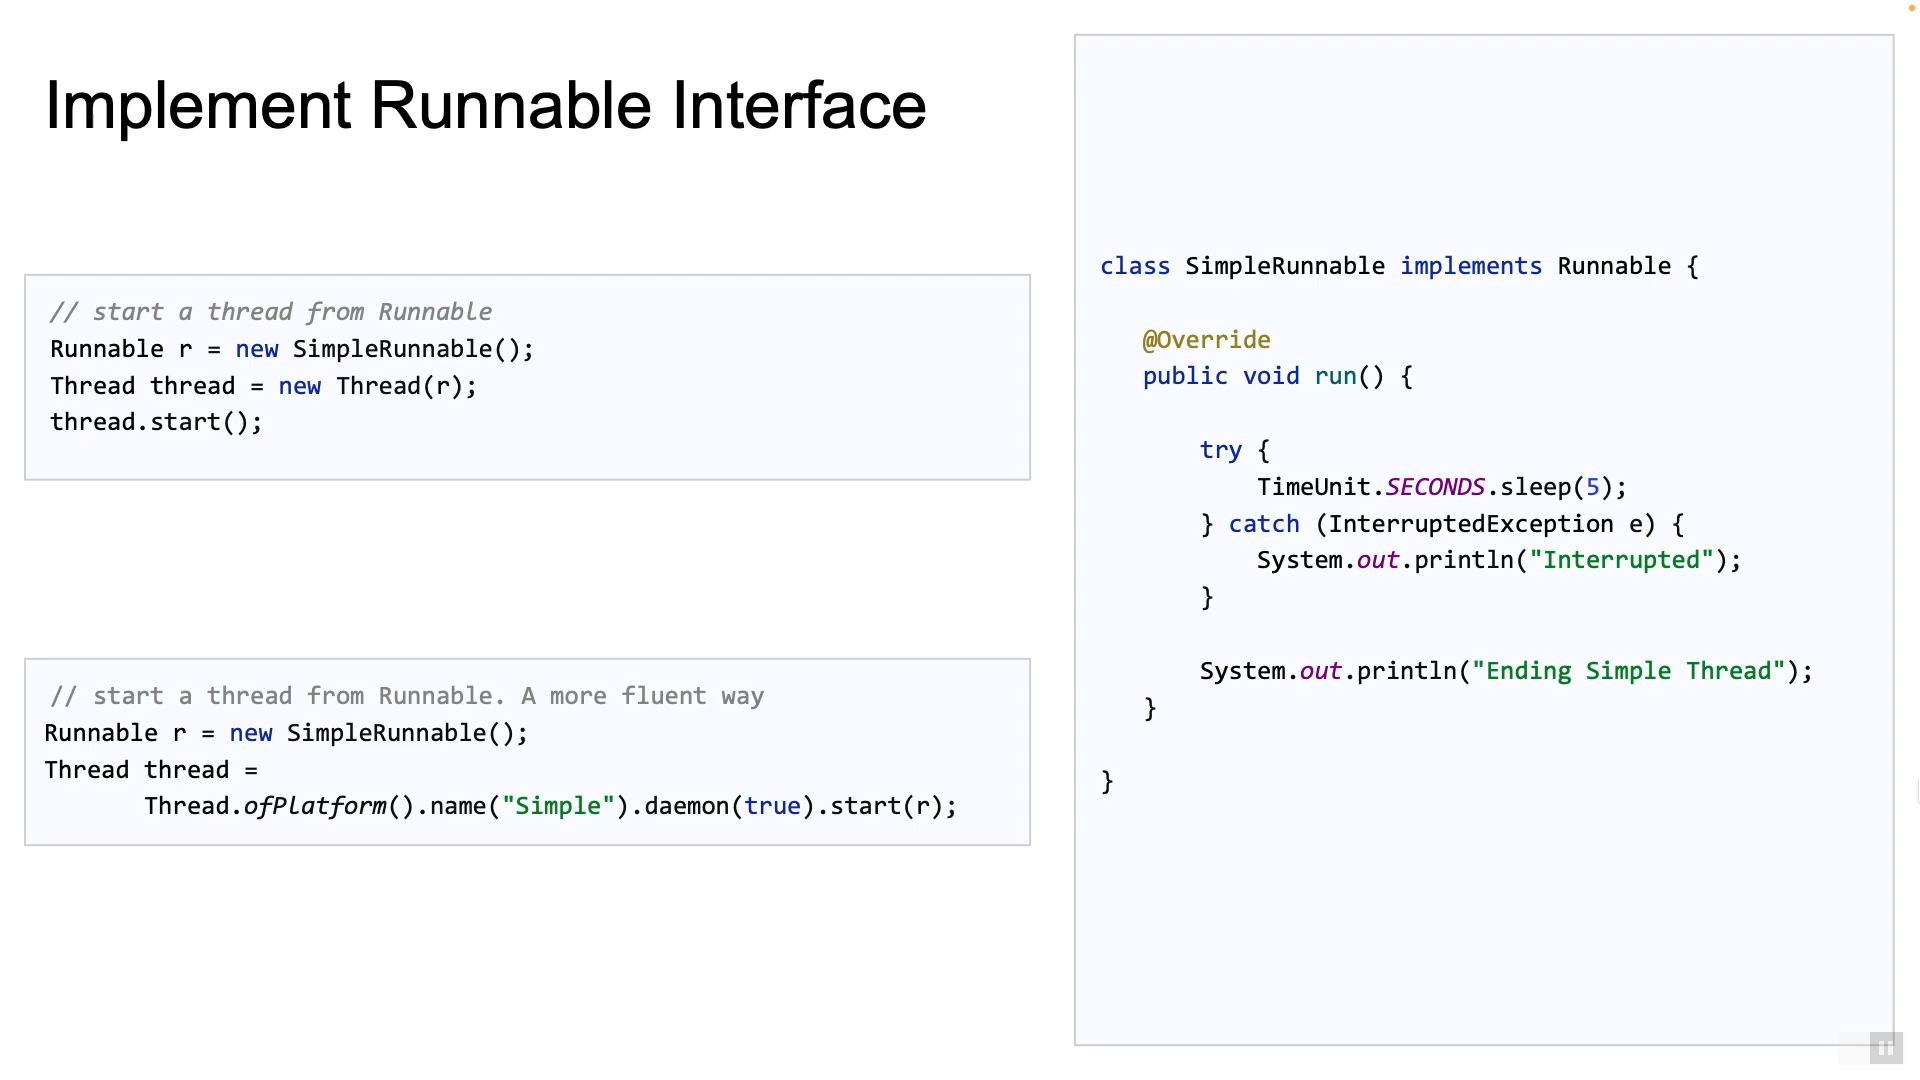 Implement Runnable Interface
// start a thread from Runnable
Runnable r = new SimpleRunnable();
Thread thread = new Thread(r);
thread.start();
// start a thread from Runnable. A more fluent way
Runnable r = new SimpleRunnable();
Thread thread =
Thread.ofPlatform().name("Simple").daemon(true).start(r);
class SimpleRunnable implements Runnable {
@Override
public void run() {
try {
TimeUnit.SECONDS.sleep(5);
} catch (InterruptedException e) {
System.out.println("Interrupted");
}
System.out.println("Ending Simple Thread");
}
}